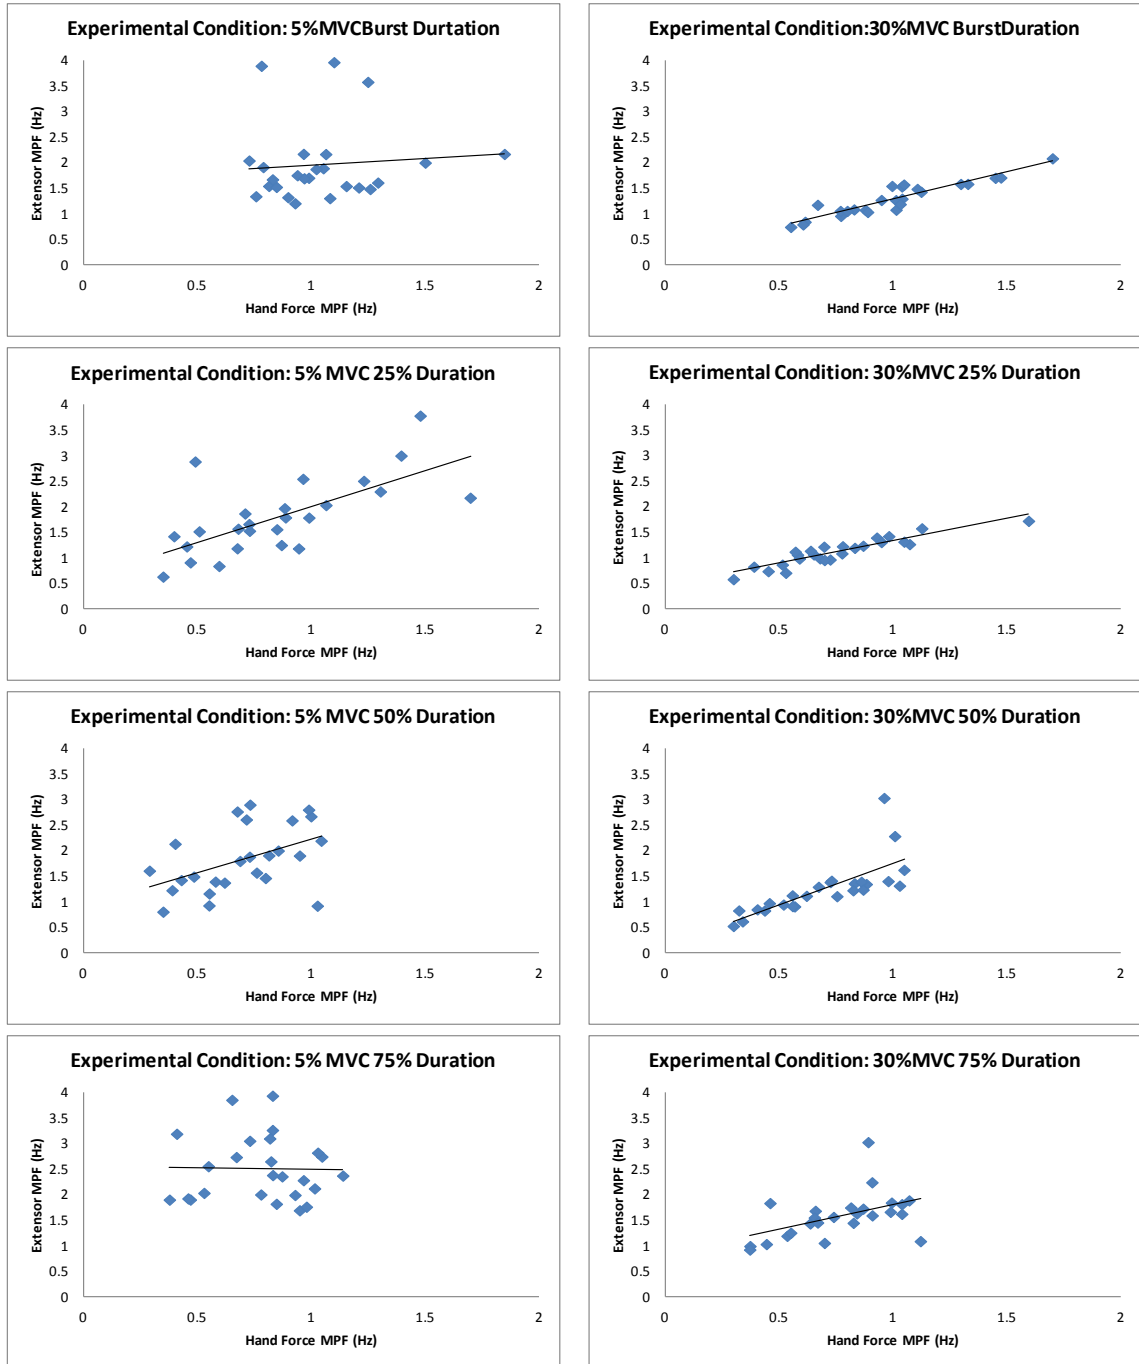 Experimental Condition: 5%MVCBurst Durtation
4
3.5
3
2.5
2
1.5
1
0.5
0
Extensor MPF (Hz)
0 0.5 1 1.5 2
Hand Force MPF (Hz)
Experimental Condition:30%MVC BurstDuration
4
3.5
3
2.5
2
1.5
1
0.5
0
Extensor MPF (Hz)
0 0.5 1 1.5 2
Hand Force MPF (Hz)
Experimental Condition: 5% MVC 25% Duration
4
3.5
3
2.5
2
1.5
1
0.5
0
Extensor MPF (Hz)
0 0.5 1 1.5 2
Hand Force MPF (Hz)
Experimental Condition: 30%MVC 25% Duration
4
3.5
3
2.5
2
1.5
1
0.5
0
Extensor MPF (Hz)
0 0.5 1 1.5 2
Hand Force MPF (Hz)
Experimental Condition: 5% MVC 50% Duration
4
3.5
3
2.5
2
1.5
1
0.5
0
Extensor MPF (Hz)
0 0.5 1 1.5 2
Hand Force MPF (Hz)
Experimental Condition: 30%MVC 50% Duration
4
3.5
3
2.5
2
1.5
1
0.5
0
Extensor MPF (Hz)
0 0.5 1 1.5 2
Hand Force MPF (Hz)
Experimental Condition: 5% MVC 75% Duration
4
3.5
3
2.5
2
1.5
1
0.5
0
Extensor MPF (Hz)
0 0.5 1 1.5 2
Hand Force MPF (Hz)
Experimental Condition: 30%MVC 75% Duration
4
3.5
3
2.5
2
1.5
1
0.5
0
Extensor MPF (Hz)
0 0.5 1 1.5 2
Hand Force MPF (Hz)